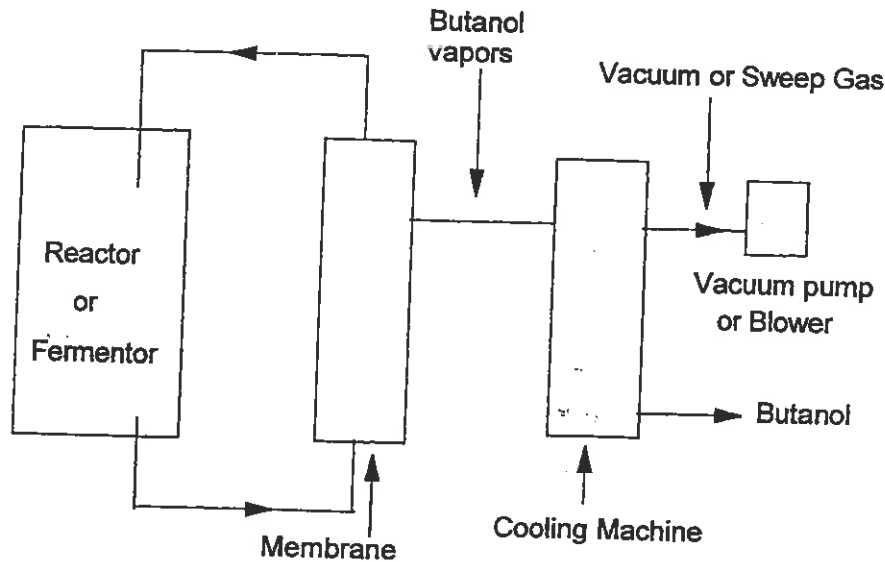 Butanol
vapors
Vacuum or Sweep Gas
Reactor
or
Fermentor
Vacuum pump
or Blower
Butanol
Membrane
Cooling Machine